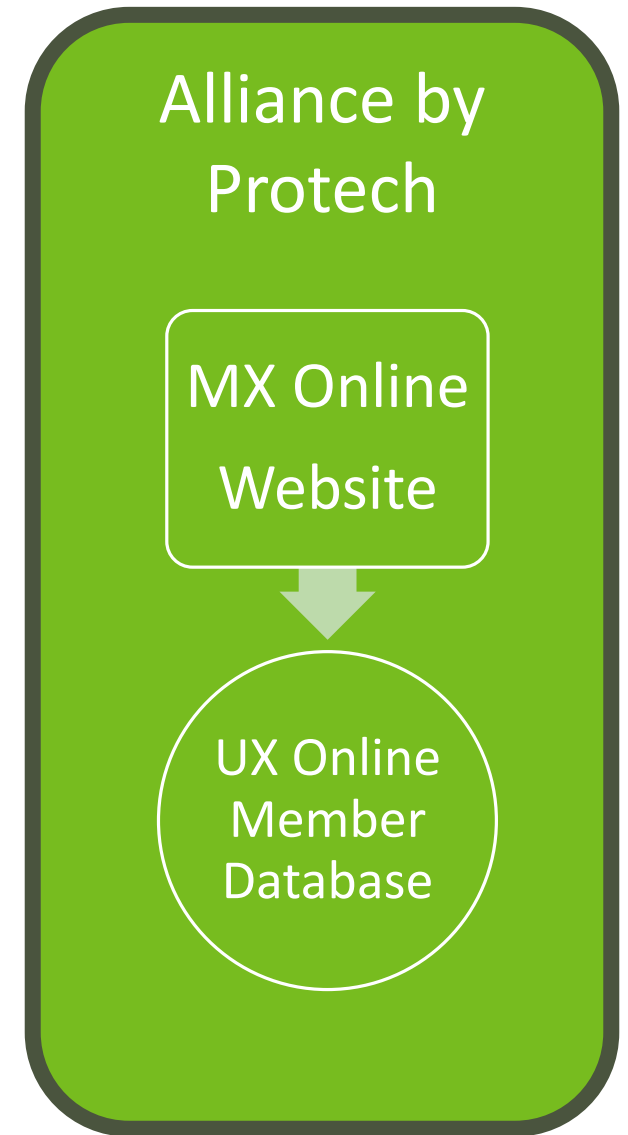 Alliance by
Protech
MX Online
Website
UX Online
Member
Database